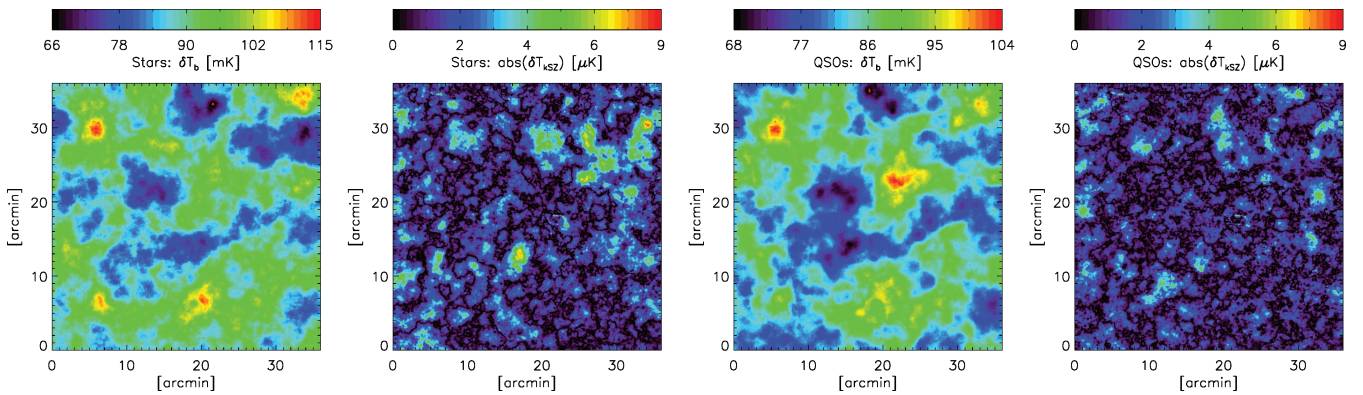 66 78 90 102 115
Stars: δT_b [mK]
0 2 4 6 9
Stars: abs(δT_kSZ) [μK]
68 77 86 95 104
QSOs: δT_b [mK]
0 2 4 6 9
QSOs: abs(δT_kSZ) [μK]
30
20
10
0
[arcmin]
0 10 20 30
[arcmin]
30
20
10
0
[arcmin]
0 10 20 30
[arcmin]
30
20
10
0
[arcmin]
0 10 20 30
[arcmin]
30
20
10
0
[arcmin]
0 10 20 30
[arcmin]